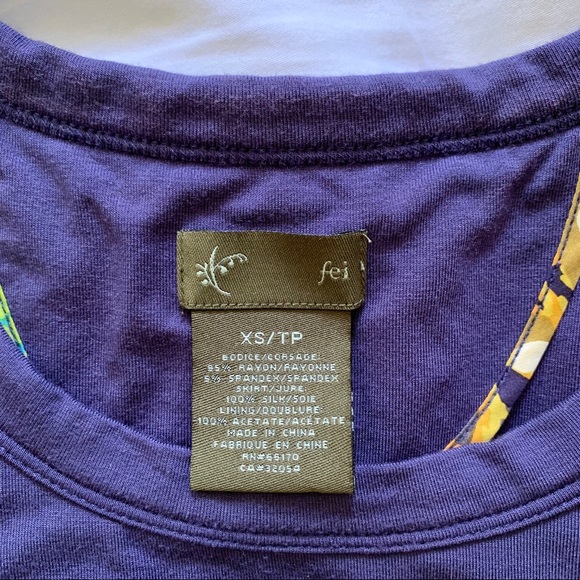 fei
XS/TP
BODICE/CORSAGE:
95% RAYON/RAYONNE
5% SPANDEX/SPANDEX
SKIRT/JUPE:
100% SILK/SOIE
LINING/DOUBLURE:
100% ACETATE/ACÉTATE
MADE IN CHINA
FABRIQUÉ EN CHINE
RN#66170
CA#32054